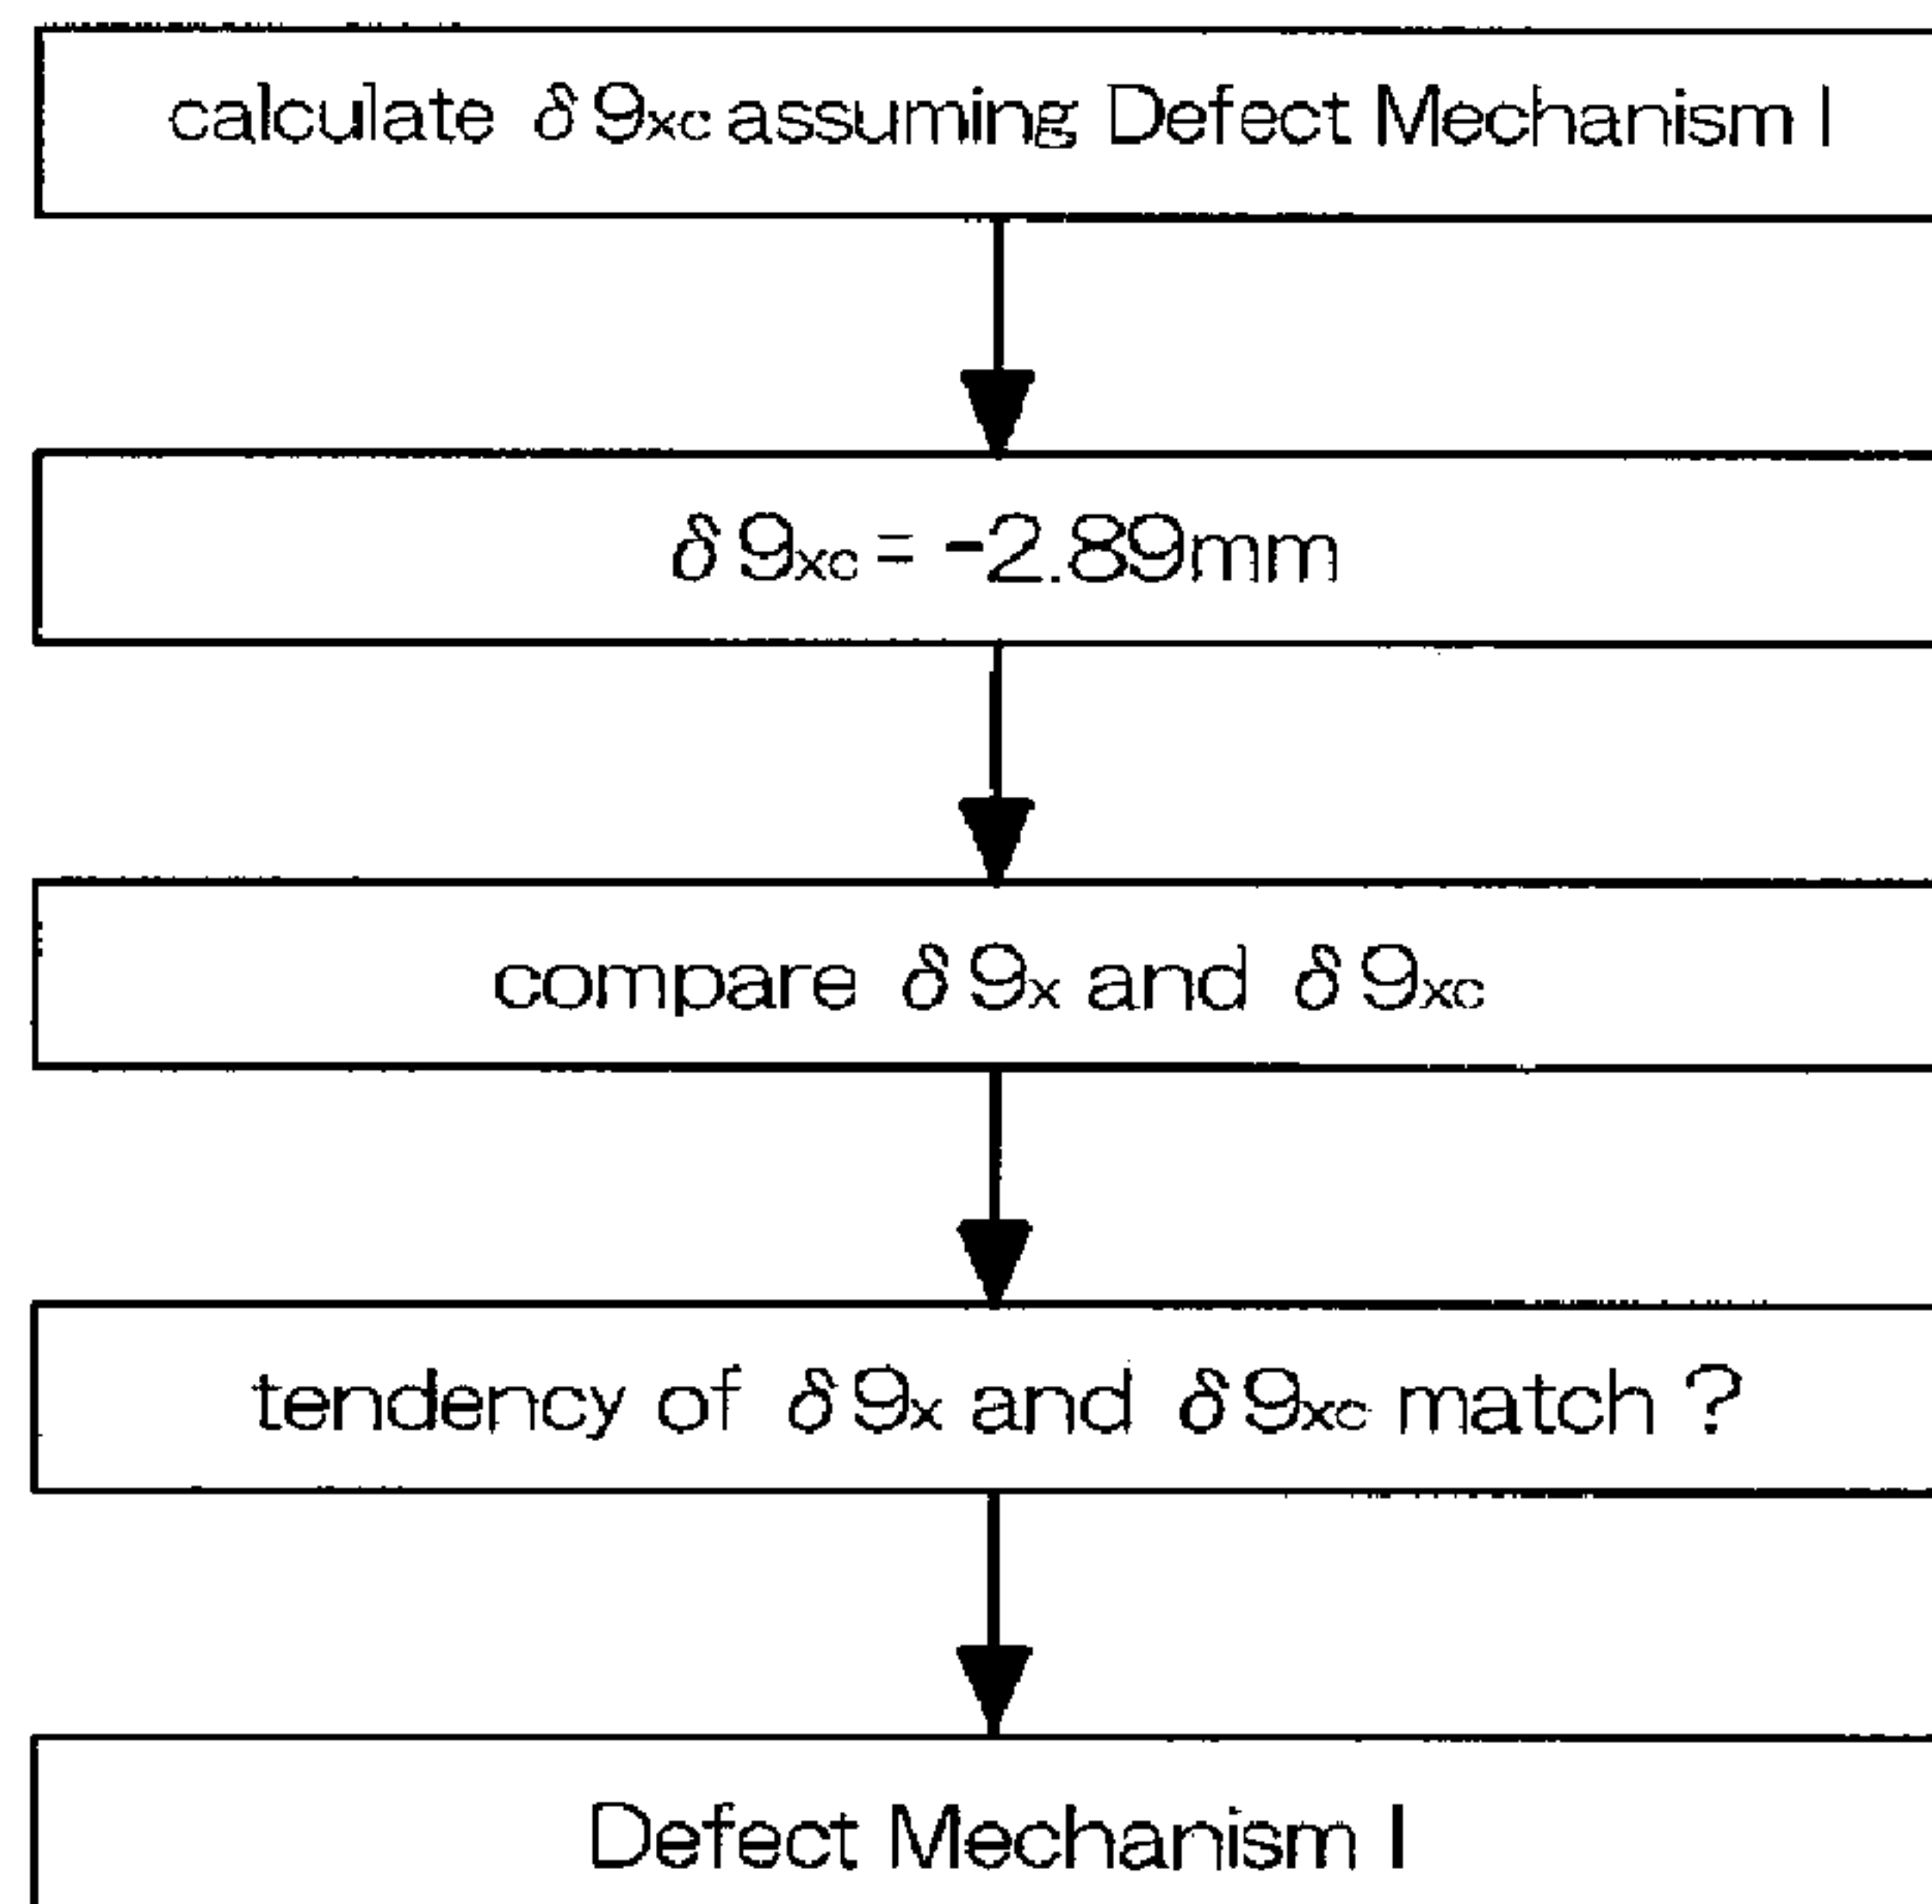 calculate δ9xc assuming Defect Mechanism I
δ9xc = -2.89mm
compare δ9x and δ9xc
tendency of δ9x and δ9xc match ?
Defect Mechanism I